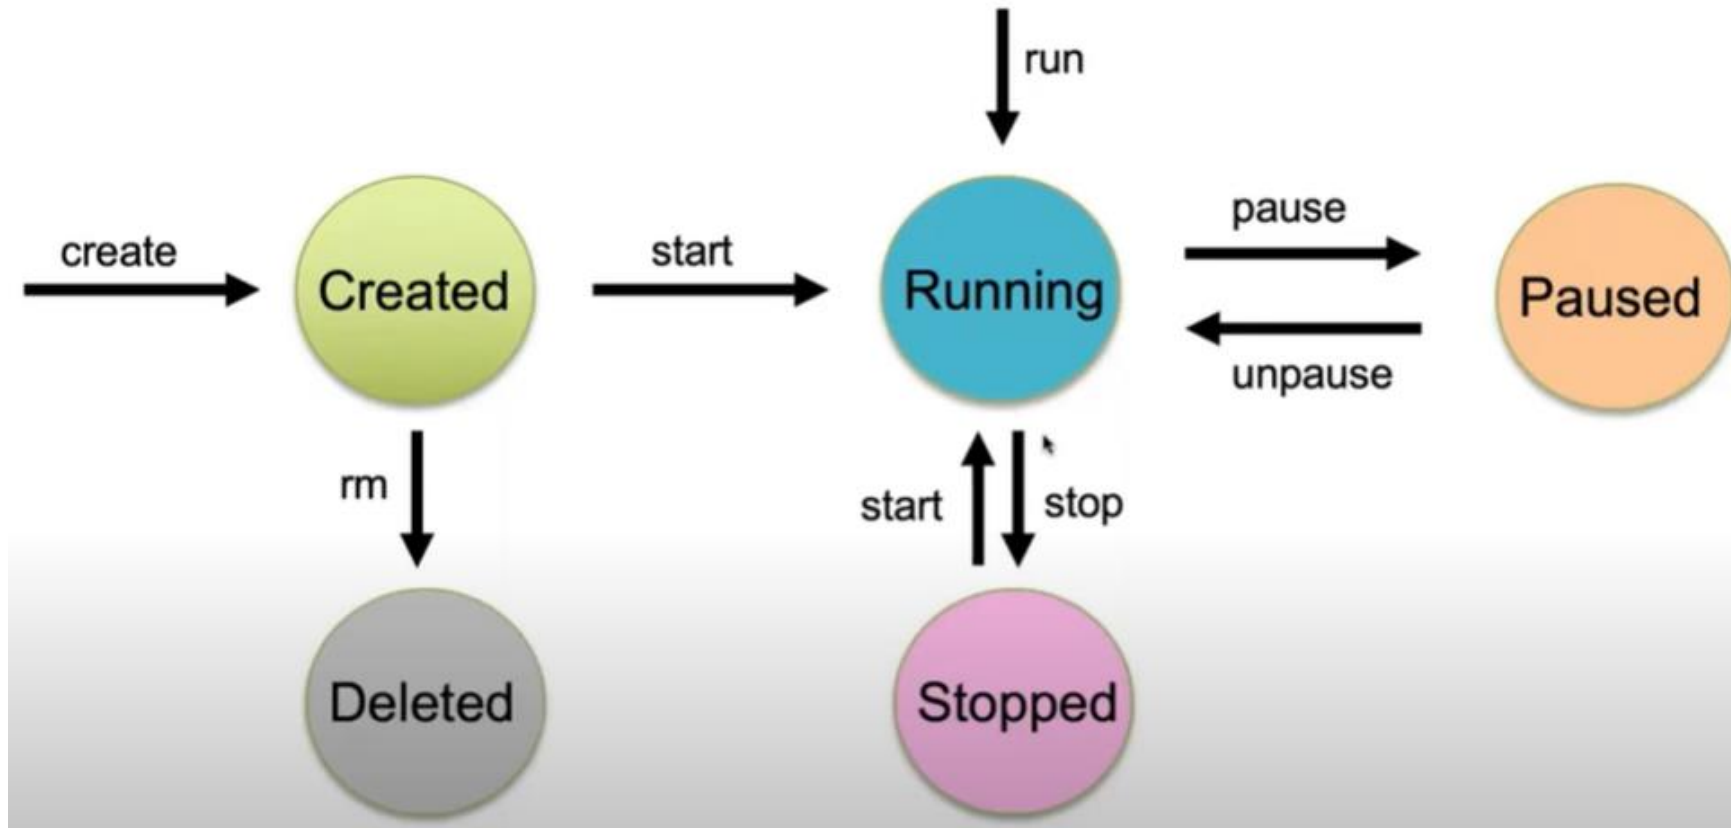 run
create
Created
start
Running
pause
unpause
Paused
rm
start
stop
Deleted
Stopped